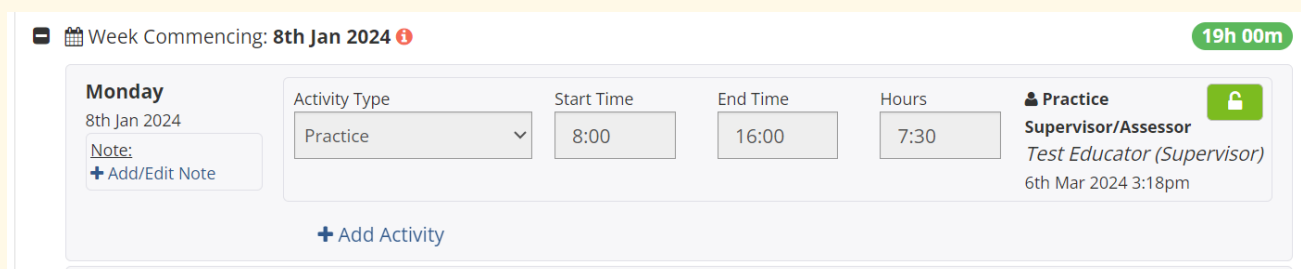 Week Commencing: 8th Jan 2024
19h 00m
Monday
8th Jan 2024
Note:
Add/Edit Note
Activity Type
Practice
Start Time
8:00
End Time
16:00
Hours
7:30
Practice
Supervisor/Assessor
Test Educator (Supervisor)
6th Mar 2024 3:18pm
Add Activity